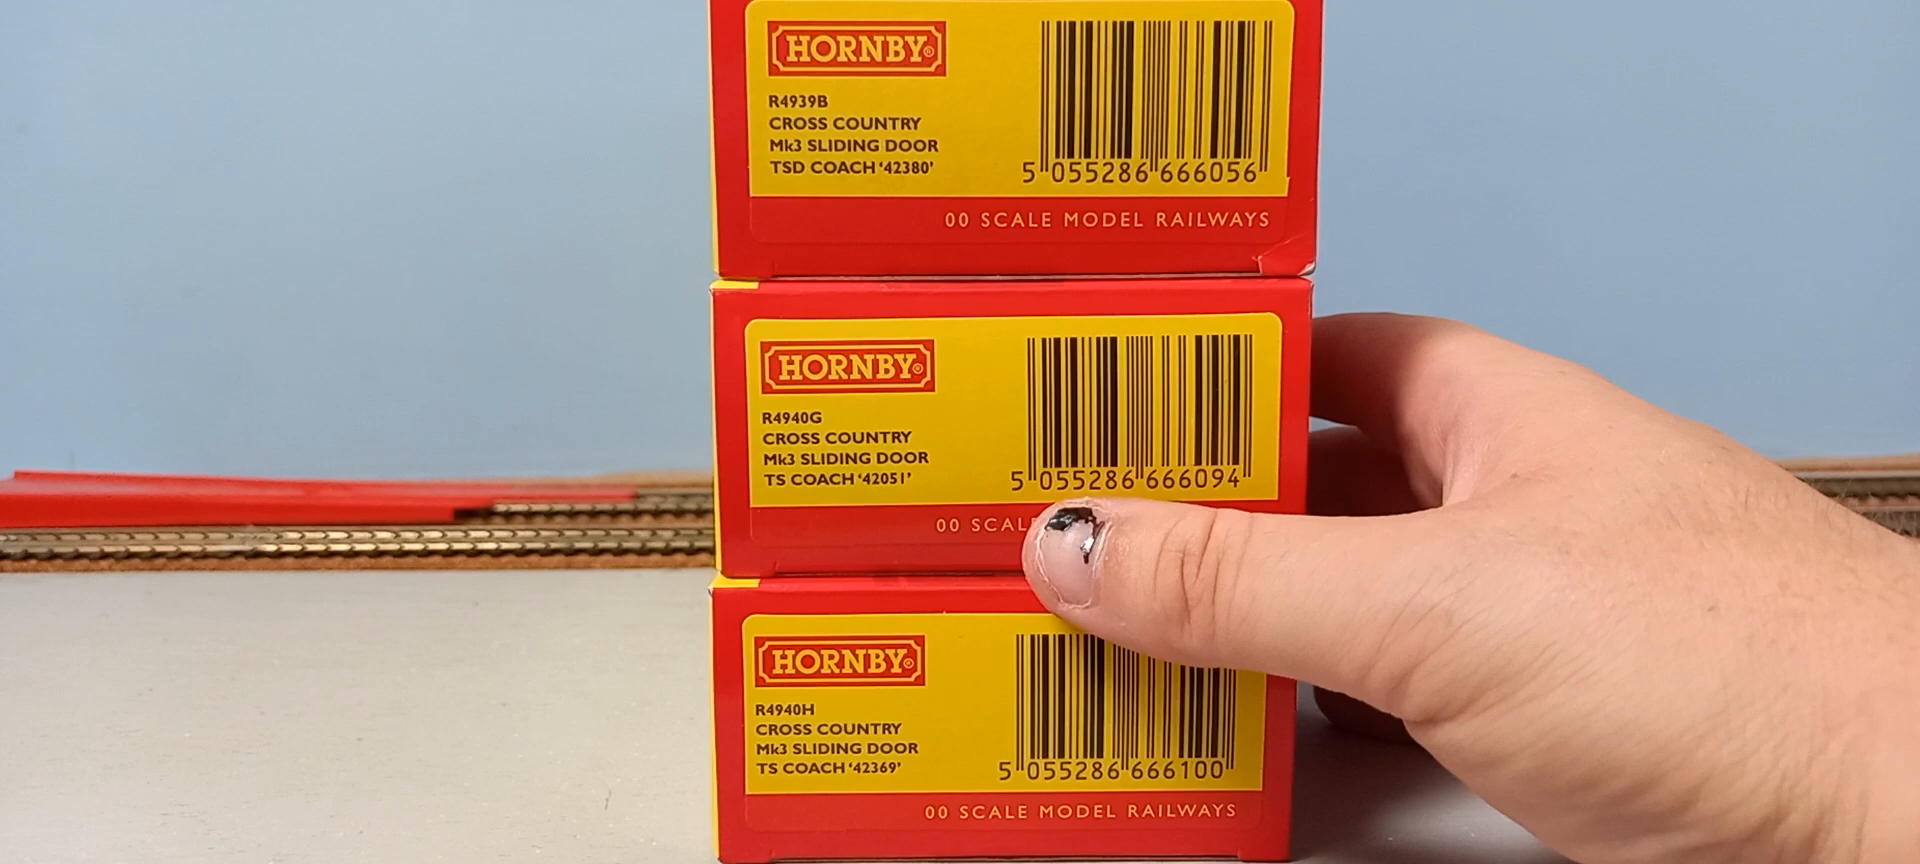 HORNBY®
R4939B
CROSS COUNTRY
Mk3 SLIDING DOOR
TSD COACH ‘42380’
5 055286 666056
00 SCALE MODEL RAILWAYS
HORNBY®
R4940G
CROSS COUNTRY
Mk3 SLIDING DOOR
TS COACH ‘42051’
5 055286 666094
00 SCAL
HORNBY®
R4940H
CROSS COUNTRY
Mk3 SLIDING DOOR
TS COACH ‘42369’
5 055286 666100
00 SCALE MODEL RAILWAYS